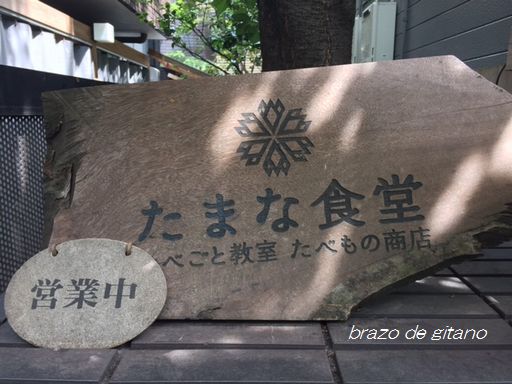 たまな食堂
たべごと教室 たべもの商店
営業中
brazo de gitano